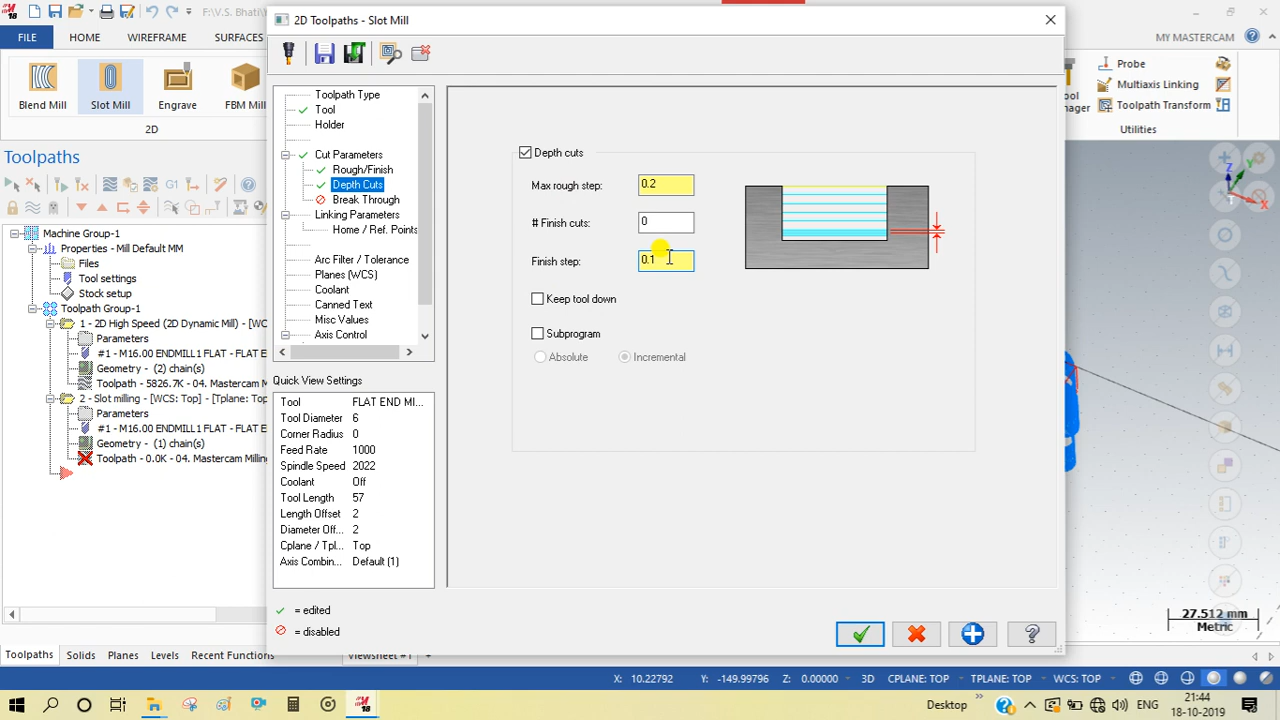 18
F:\V.S. Bhati\
2D Toolpaths - Slot Mill
FILE
HOME
WIREFRAME
SURFACES
MY MASTERCAM
Blend Mill
Slot Mill
Engrave
FBM Mill
2D
Probe
Multiaxis Linking
Toolpath Transform
Utilities
Toolpaths
G1
Machine Group-1
Properties - Mill Default MM
Files
Tool settings
Stock setup
Toolpath Group-1
1 - 2D High Speed (2D Dynamic Mill) - [WC
Parameters
#1 - M16.00 ENDMILL1 FLAT - FLAT E
Geometry - (2) chain(s)
Toolpath - 5826.7K - 04. Mastercam Milling
2 - Slot milling - [WCS: Top] - [Tplane: Top
Parameters
#1 - M16.00 ENDMILL1 FLAT - FLAT E
Geometry - (1) chain(s)
Toolpath - 0.0K - 04. Mastercam Milling
Toolpath Type
Tool
Holder
Cut Parameters
Rough/Finish
Depth Cuts
Break Through
Linking Parameters
Home / Ref. Points
Arc Filter / Tolerance
Planes (WCS)
Coolant
Canned Text
Misc Values
Axis Control
Quick View Settings
Tool FLAT END MI...
Tool Diameter 6
Corner Radius 0
Feed Rate 1000
Spindle Speed 2022
Coolant Off
Tool Length 57
Length Offset 2
Diameter Off... 2
Cplane / Tpl... Top
Axis Combin... Default (1)
= edited
= disabled
Depth cuts
Max rough step: 0.2
# Finish cuts: 0
Finish step: 0.1
Keep tool down
Subprogram
Absolute
Incremental
27.512 mm
Metric
Toolpaths
Solids
Planes
Levels
Recent Functions
Viewsheet #1
X: 10.22792 Y: -149.99796 Z: 0.00000 3D CPLANE: TOP TPLANE: TOP WCS: TOP
Desktop
ENG
21:44
18-10-2019